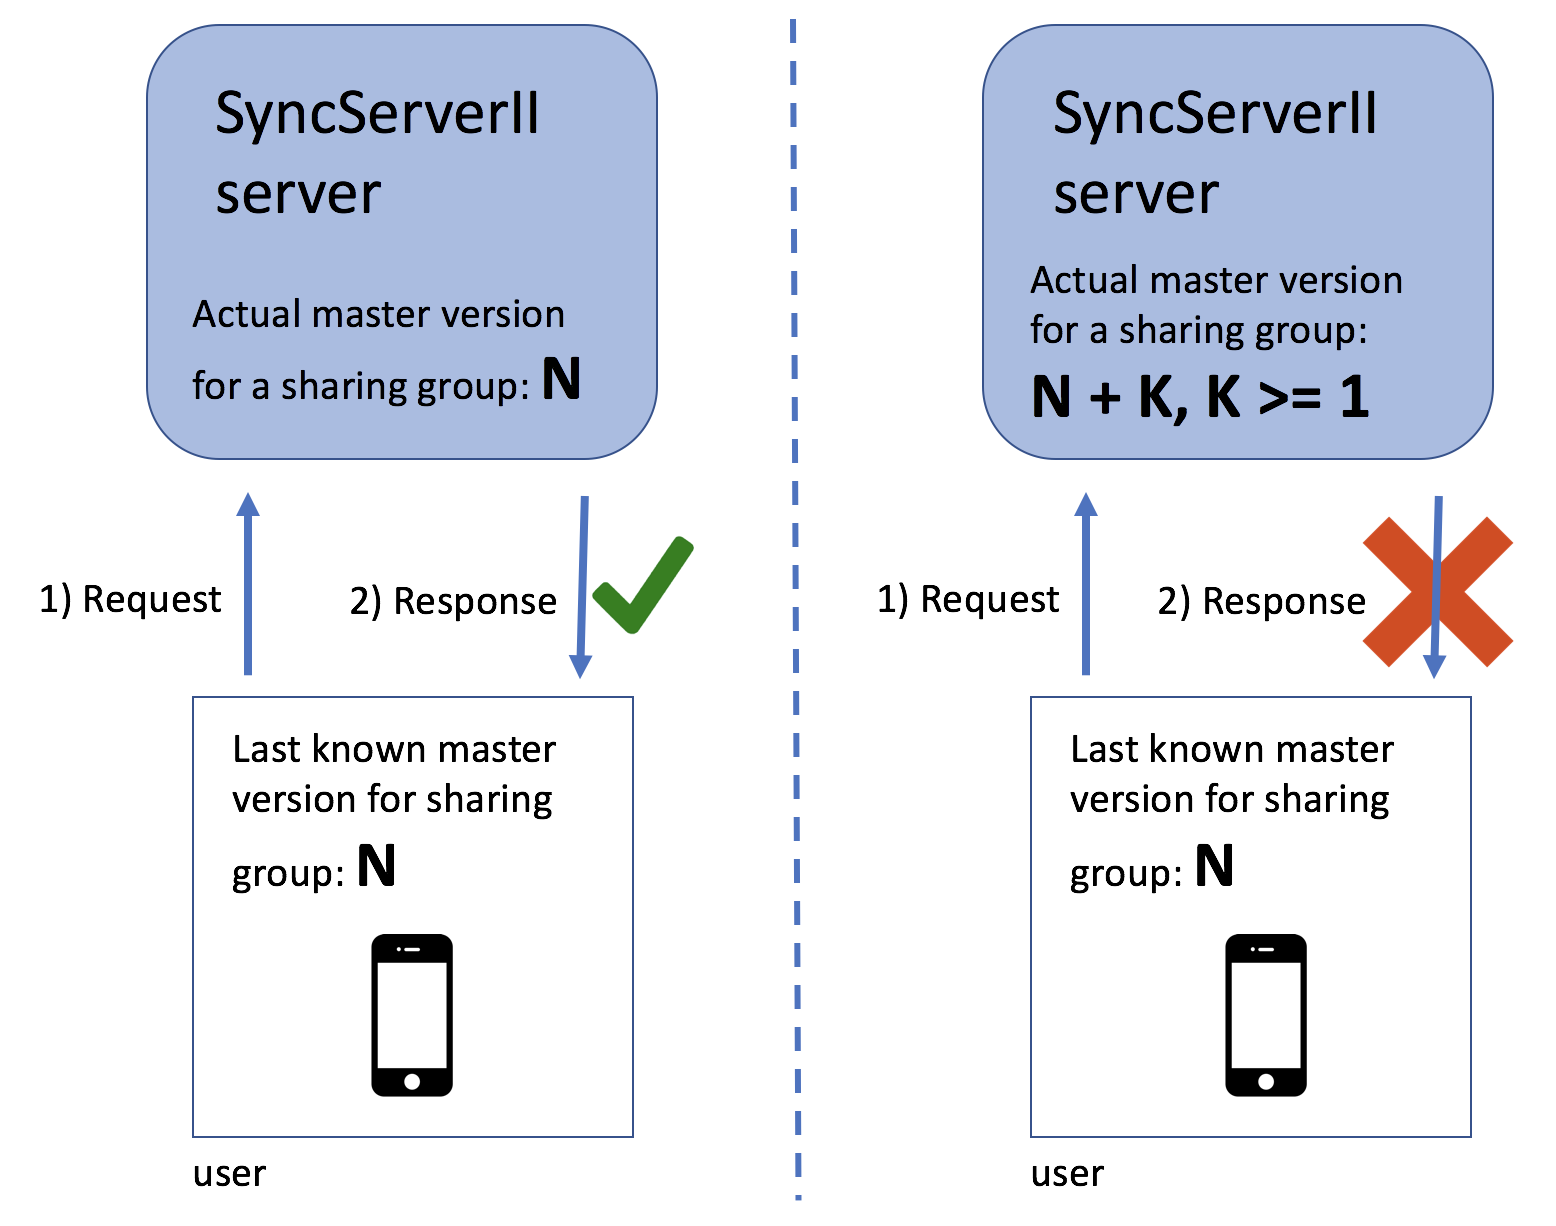 SyncServerII
server
Actual master version
for a sharing group: N
1) Request
2) Response
Last known master
version for sharing
group: N
user
SyncServerII
server
Actual master version
for a sharing group:
N + K, K >= 1
1) Request
2) Response
Last known master
version for sharing
group: N
user